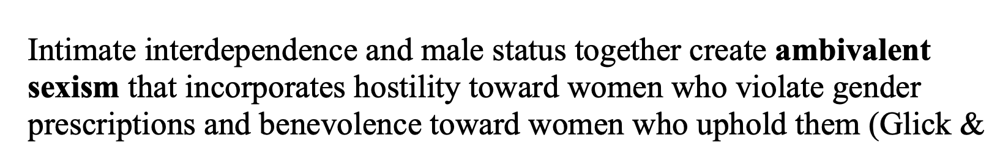 Intimate interdependence and male status together create ambivalent
sexism that incorporates hostility toward women who violate gender
prescriptions and benevolence toward women who uphold them (Glick &